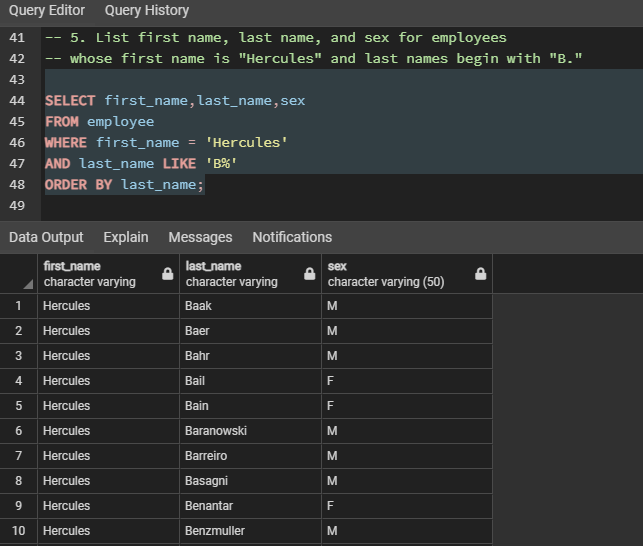 Query Editor Query History
41 -- 5. List first name, last name, and sex for employees
42 -- whose first name is "Hercules" and last names begin with "B."
43
44 SELECT first_name,last_name,sex
45 FROM employee
46 WHERE first_name = 'Hercules'
47 AND last_name LIKE 'B%'
48 ORDER BY last_name;
49
Data Output Explain Messages Notifications
first_name last_name sex
character varying character varying character varying (50)
1 Hercules Baak M
2 Hercules Baer M
3 Hercules Bahr M
4 Hercules Bail F
5 Hercules Bain F
6 Hercules Baranowski M
7 Hercules Barreiro M
8 Hercules Basagni M
9 Hercules Benantar F
10 Hercules Benzmuller M